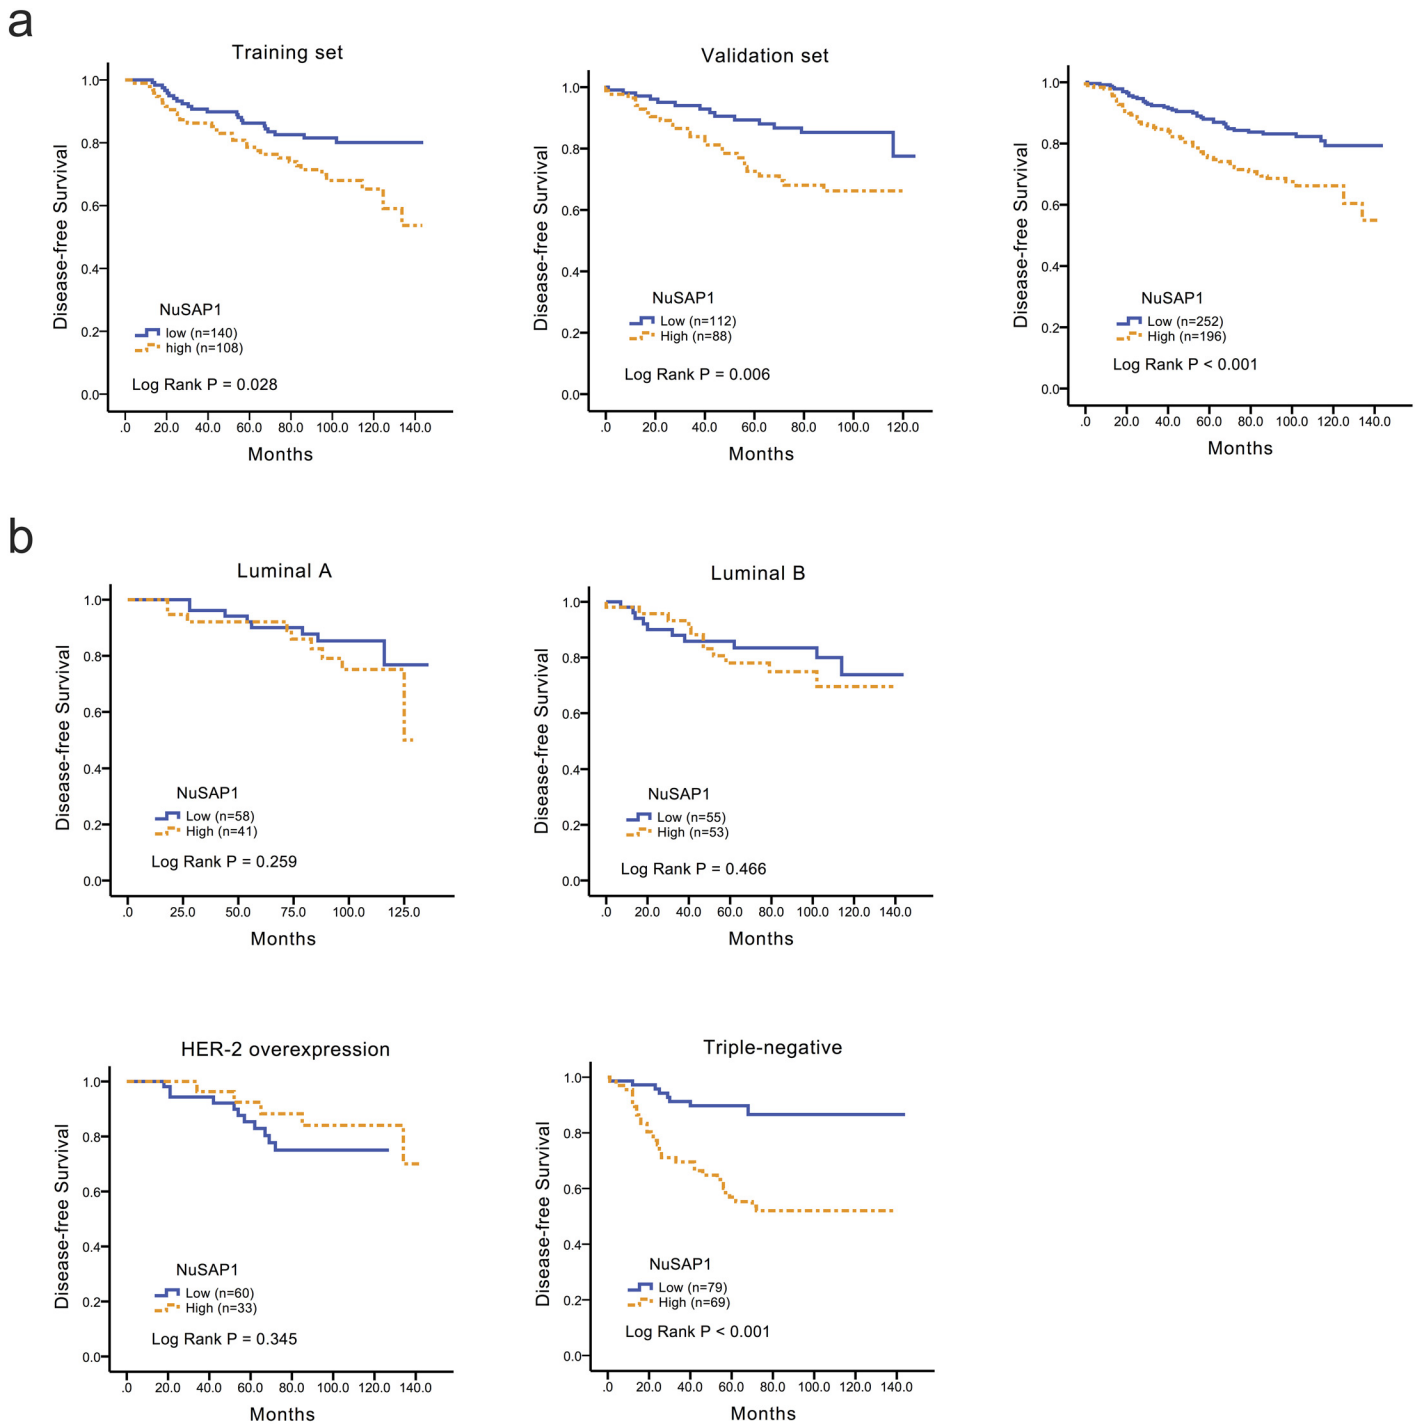 a
Training set
Disease-free Survival
1.0
0.8
0.6
0.4
0.2
0.0
NuSAP1
low (n=140)
high (n=108)
Log Rank P = 0.028
.0 20.0 40.0 60.0 80.0 100.0 120.0 140.0
Months
Validation set
Disease-free Survival
1.0
0.8
0.6
0.4
0.2
0.0
NuSAP1
Low (n=112)
High (n=88)
Log Rank P = 0.006
.0 20.0 40.0 60.0 80.0 100.0 120.0
Months
Disease-free Survival
1.0
0.8
0.6
0.4
0.2
0.0
NuSAP1
Low (n=252)
High (n=196)
Log Rank P < 0.001
.0 20.0 40.0 60.0 80.0 100.0 120.0 140.0
Months
b
Luminal A
Disease-free Survival
1.0
0.8
0.6
0.4
0.2
0.0
NuSAP1
Low (n=58)
High (n=41)
Log Rank P = 0.259
.0 25.0 50.0 75.0 100.0 125.0
Months
Luminal B
Disease-free Survival
1.0
0.8
0.6
0.4
0.2
0.0
NuSAP1
Low (n=55)
High (n=53)
Log Rank P = 0.466
.0 20.0 40.0 60.0 80.0 100.0 120.0 140.0
Months
HER-2 overexpression
Disease-free Survival
1.0
0.8
0.6
0.4
0.2
0.0
NuSAP1
Low (n=60)
High (n=33)
Log Rank P = 0.345
.0 20.0 40.0 60.0 80.0 100.0 120.0 140.0
Months
Triple-negative
Disease-free Survival
1.0
0.8
0.6
0.4
0.2
0.0
NuSAP1
Low (n=79)
High (n=69)
Log Rank P < 0.001
.0 20.0 40.0 60.0 80.0 100.0 120.0 140.0
Months